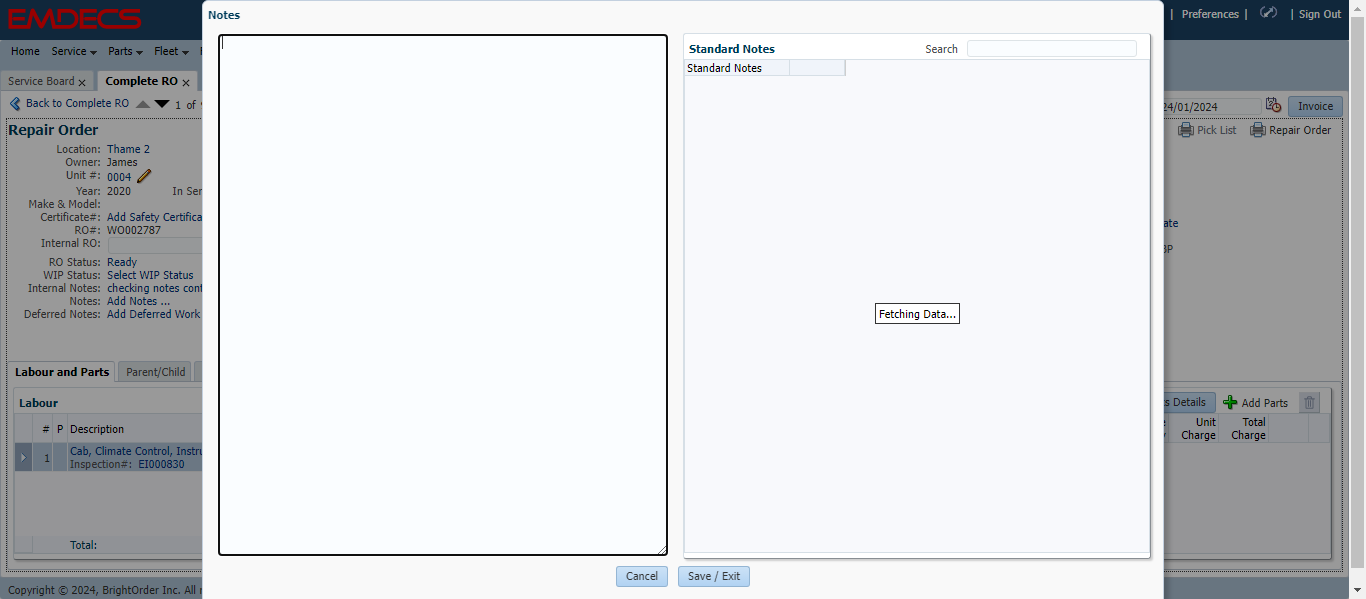 EMDECS
| Preferences | | Sign Out
Home Service Parts Fleet
Service Board x Complete RO x
Back to Complete RO 1 of
24/01/2024 Invoice
Pick List Repair Order
Repair Order
Location: Thame 2
Owner: James
Unit #: 0004
Year: 2020 In Ser
Make & Model:
Certificate#: Add Safety Certifica
RO#: WO002787
Internal RO:
RO Status: Ready
WIP Status: Select WIP Status
Internal Notes: checking notes cont
Notes: Add Notes ...
Deferred Notes: Add Deferred Work
Labour and Parts Parent/Child
Labour
# P Description
1 Cab, Climate Control, Instru
Inspection#: EI000830
Total:
Copyright © 2024, BrightOrder Inc. All r
Notes
Standard Notes Search
Standard Notes
Fetching Data...
Cancel Save / Exit
ate
BP
s Details Add Parts
Unit Charge
Total Charge